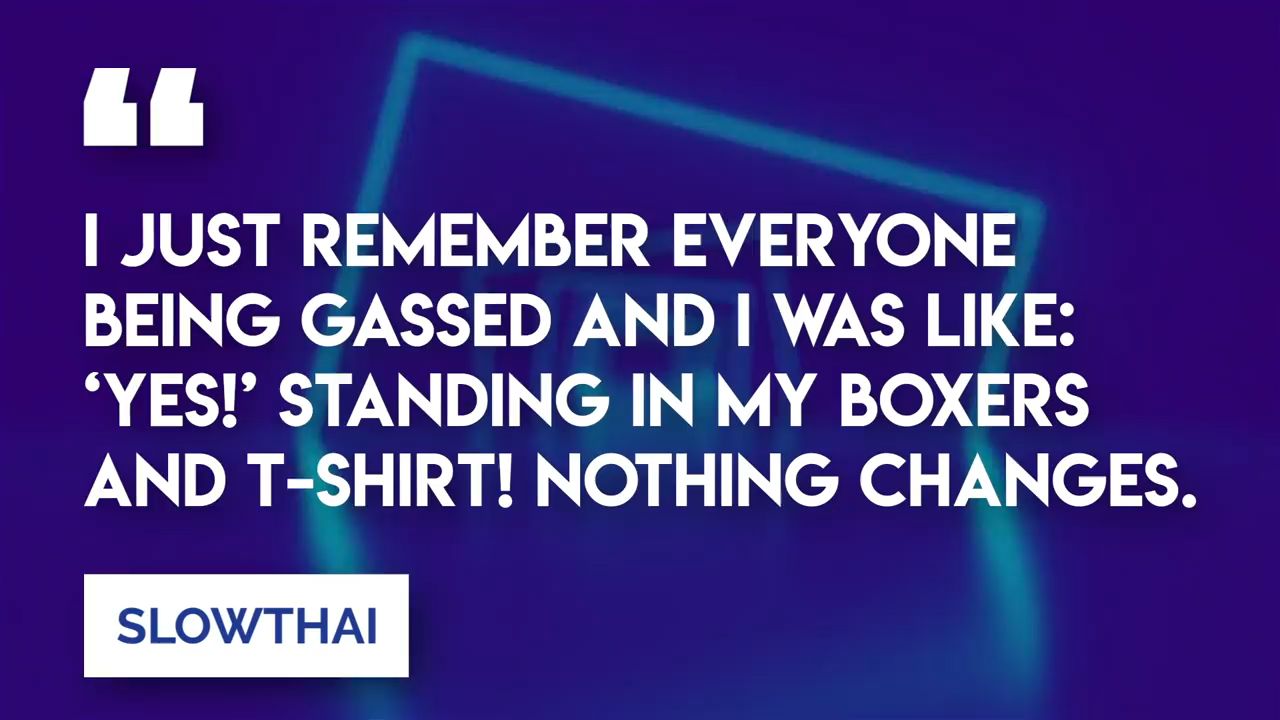 “
I JUST REMEMBER EVERYONE
BEING GASSED AND I WAS LIKE:
‘YES!’ STANDING IN MY BOXERS
AND T-SHIRT! NOTHING CHANGES.
SLOWTHAI